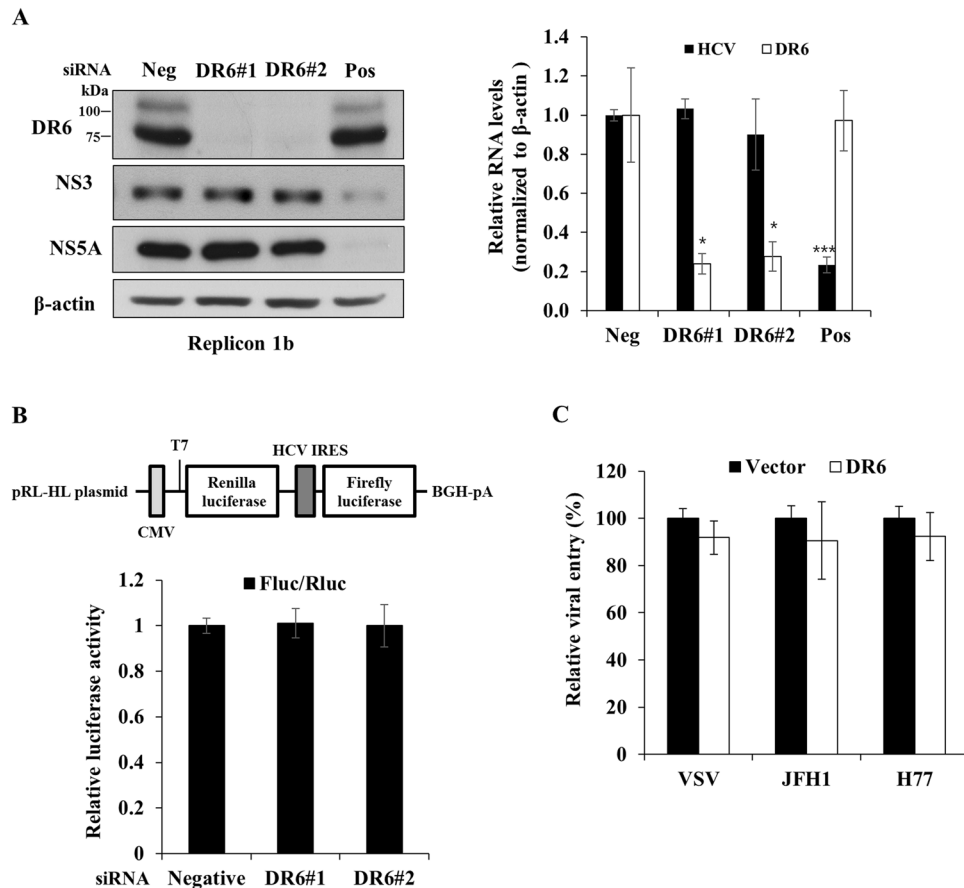 A
siRNA Neg DR6#1 DR6#2 Pos
kDa
100
DR6
75
NS3
NS5A
β-actin
Replicon 1b
HCV DR6
Relative RNA levels
(normalized to β-actin)
1.4
1.2
1.0
0.8
0.6
0.4
0.2
0.0
* * ***
Neg DR6#1 DR6#2 Pos
B
T7 HCV IRES
pRL-HL plasmid Renilla luciferase Firefly luciferase BGH-pA
CMV
Fluc/Rluc
Relative luciferase activity
1.2
1
0.8
0.6
0.4
0.2
0
siRNA Negative DR6#1 DR6#2
C
Vector DR6
Relative viral entry (%)
120
100
80
60
40
20
0
VSV JFH1 H77